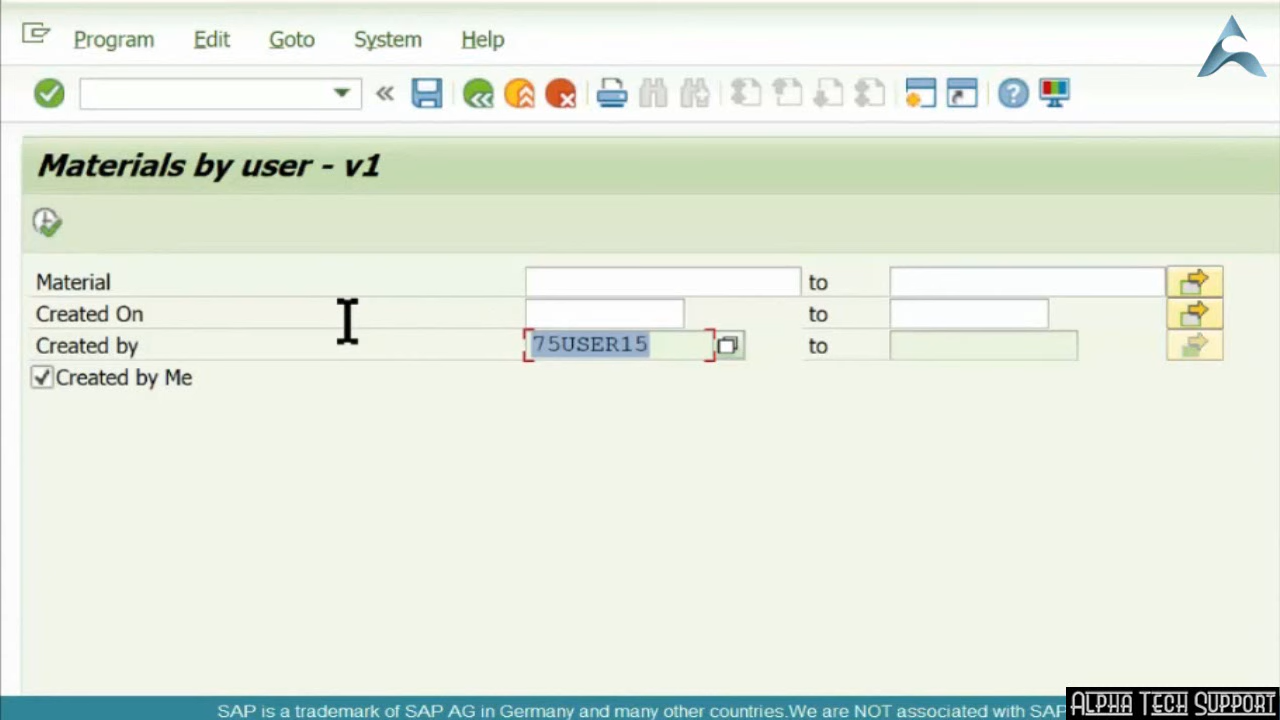 Program Edit Goto System Help
Materials by user - v1
Material to
Created On to
Created by 75USER15 to
Created by Me
SAP is a trademark of SAP AG in Germany and many other countries.We are NOT associated with SAP
ALPHA TECH SUPPORT